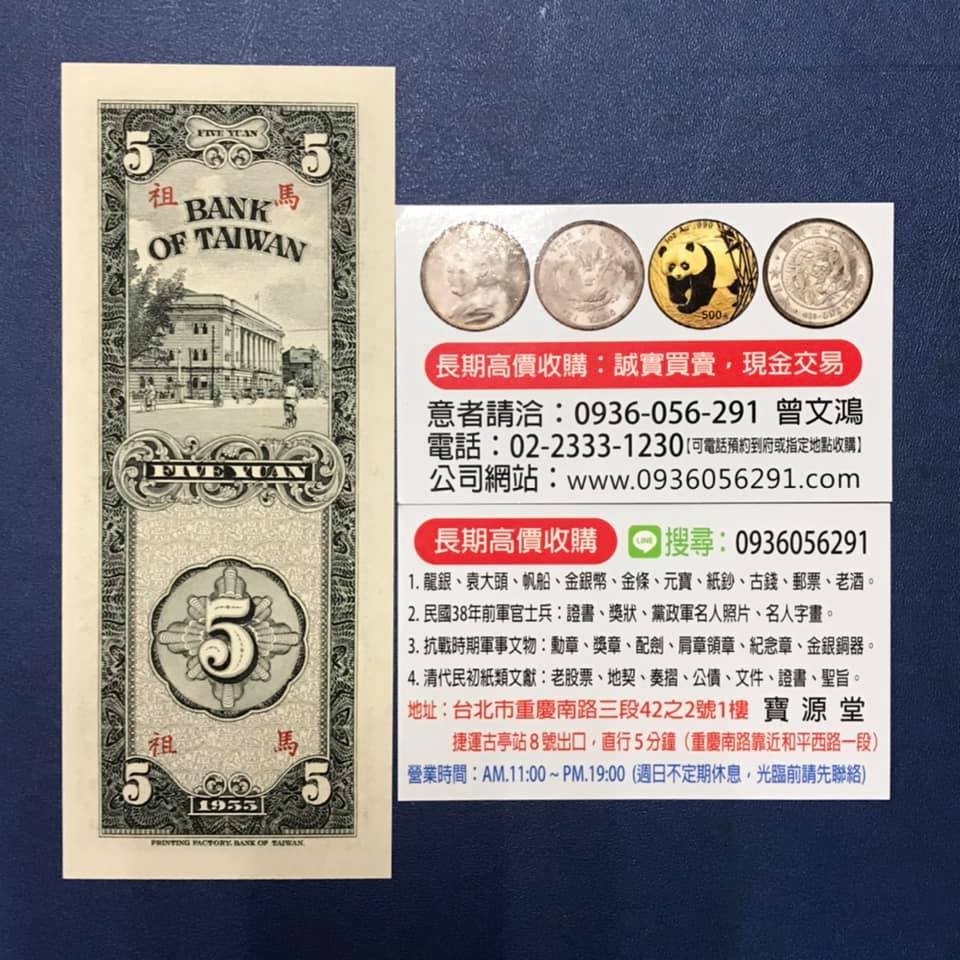 FIVE YUAN
5 5
祖 馬
BANK
OF TAIWAN
FIVE YUAN
5
祖 馬
5 5
1955
PRINTING FACTORY. BANK OF TAIWAN.
500元
長期高價收購：誠實買賣，現金交易
意者請洽：0936-056-291 曾文鴻
電話：02-2333-1230【可電話預約到府或指定地點收購】
公司網站：www.0936056291.com
長期高價收購 LINE 搜尋：0936056291
1. 龍銀、袁大頭、帆船、金銀幣、金條、元寶、紙鈔、古錢、郵票、老酒。
2. 民國38年前軍官士兵：證書、獎狀、黨政軍名人照片、名人字畫。
3. 抗戰時期軍事文物：勳章、獎章、配劍、肩章領章、紀念章、金銀銅器。
4. 清代民初紙類文獻：老股票、地契、奏摺、公債、文件、證書、聖旨。
地址：台北市重慶南路三段42之2號1樓 寶源堂
捷運古亭站8號出口，直行5分鐘（重慶南路靠近和平西路一段）
營業時間：AM.11:00 ~ PM.19:00 (週日不定期休息，光臨前請先聯絡)